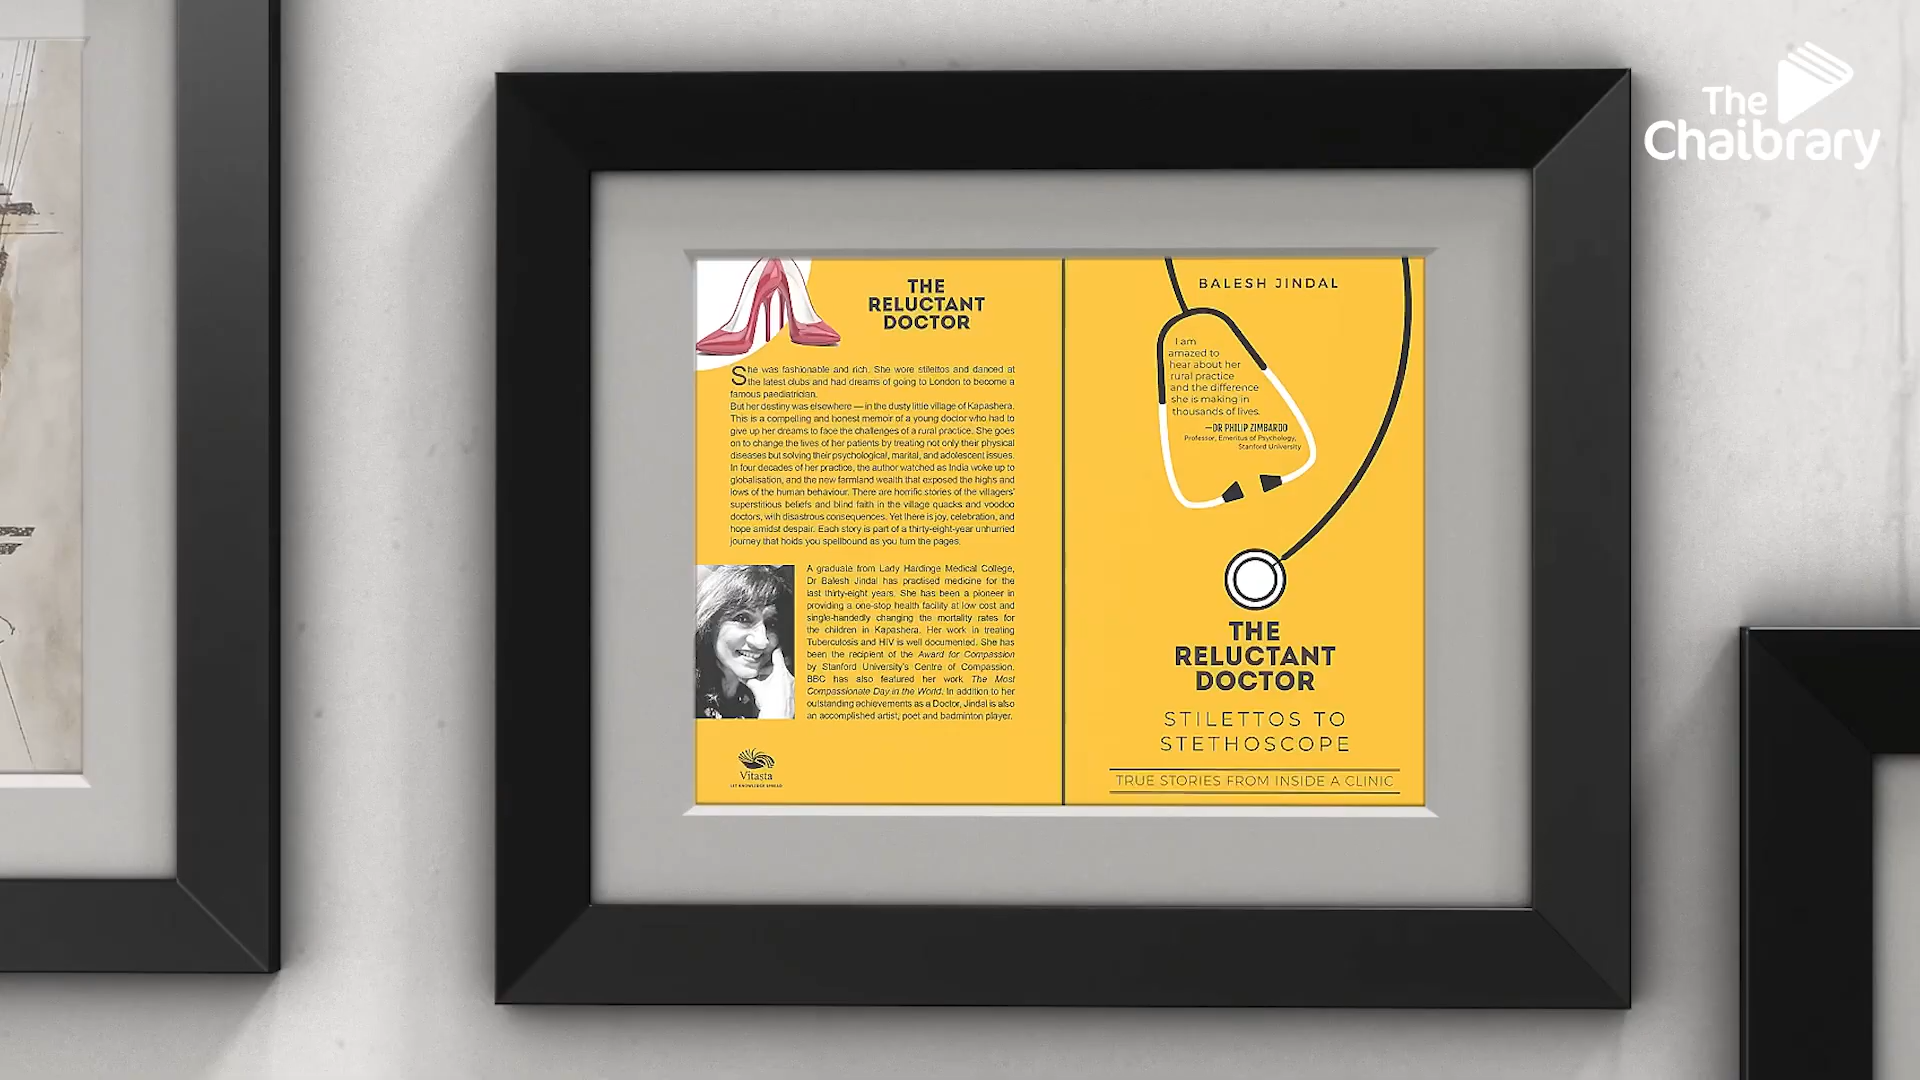 The
Chaibrary
THE
RELUCTANT
DOCTOR
She was fashionable and rich. She wore stilettos and danced at
the latest clubs and had dreams of going to London to become a
famous paediatrician.
But her destiny was elsewhere — in the dusty little village of Kapashera.
This is a compelling and honest memoir of a young doctor who had to
give up her dreams to face the challenges of a rural practice. She goes
on to change the lives of her patients by treating not only their physical
diseases but solving their psychological, marital, and adolescent issues.
In four decades of her practice, the author watched as India woke up to
globalisation, and the new farmland wealth that exposed the highs and
lows of the human behaviour. There are horrific stories of the villagers'
superstitious beliefs and blind faith in the village quacks and voodoo
doctors, with disastrous consequences. Yet there is joy, celebration, and
hope amidst despair. Each story is part of a thirty-eight-year unhurried
journey that holds you spellbound as you turn the pages.
A graduate from Lady Hardinge Medical College,
Dr Balesh Jindal has practised medicine for the
last thirty-eight years. She has been a pioneer in
providing a one-stop health facility at low cost and
single-handedly changing the mortality rates for
the children in Kapashera. Her work in treating
Tuberculosis and HIV is well documented. She has
been the recipient of the Award for Compassion
by Stanford University's Centre of Compassion.
BBC has also featured her work The Most
Compassionate Day in the World. In addition to her
outstanding achievements as a Doctor, Jindal is also
an accomplished artist, poet and badminton player.
Vitasta
LET KNOWLEDGE SPREAD
BALESH JINDAL
I am
amazed to
hear about her
rural practice
and the difference
she is making in
thousands of lives.
—DR PHILIP ZIMBARDO
Professor, Emeritus of Psychology,
Stanford University
THE
RELUCTANT
DOCTOR
STILETTOS TO
STETHOSCOPE
TRUE STORIES FROM INSIDE A CLINIC